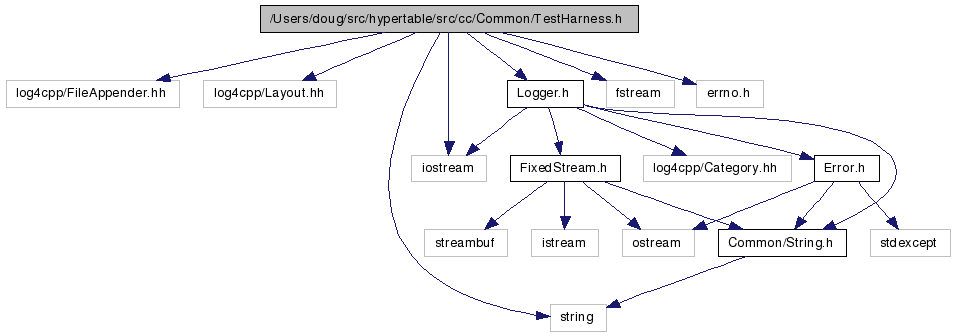 /Users/doug/src/hypertable/src/cc/Common/TestHarness.h
log4cpp/FileAppender.hh
log4cpp/Layout.hh
Logger.h
fstream
errno.h
iostream
FixedStream.h
log4cpp/Category.hh
Error.h
streambuf
istream
ostream
Common/String.h
stdexcept
string